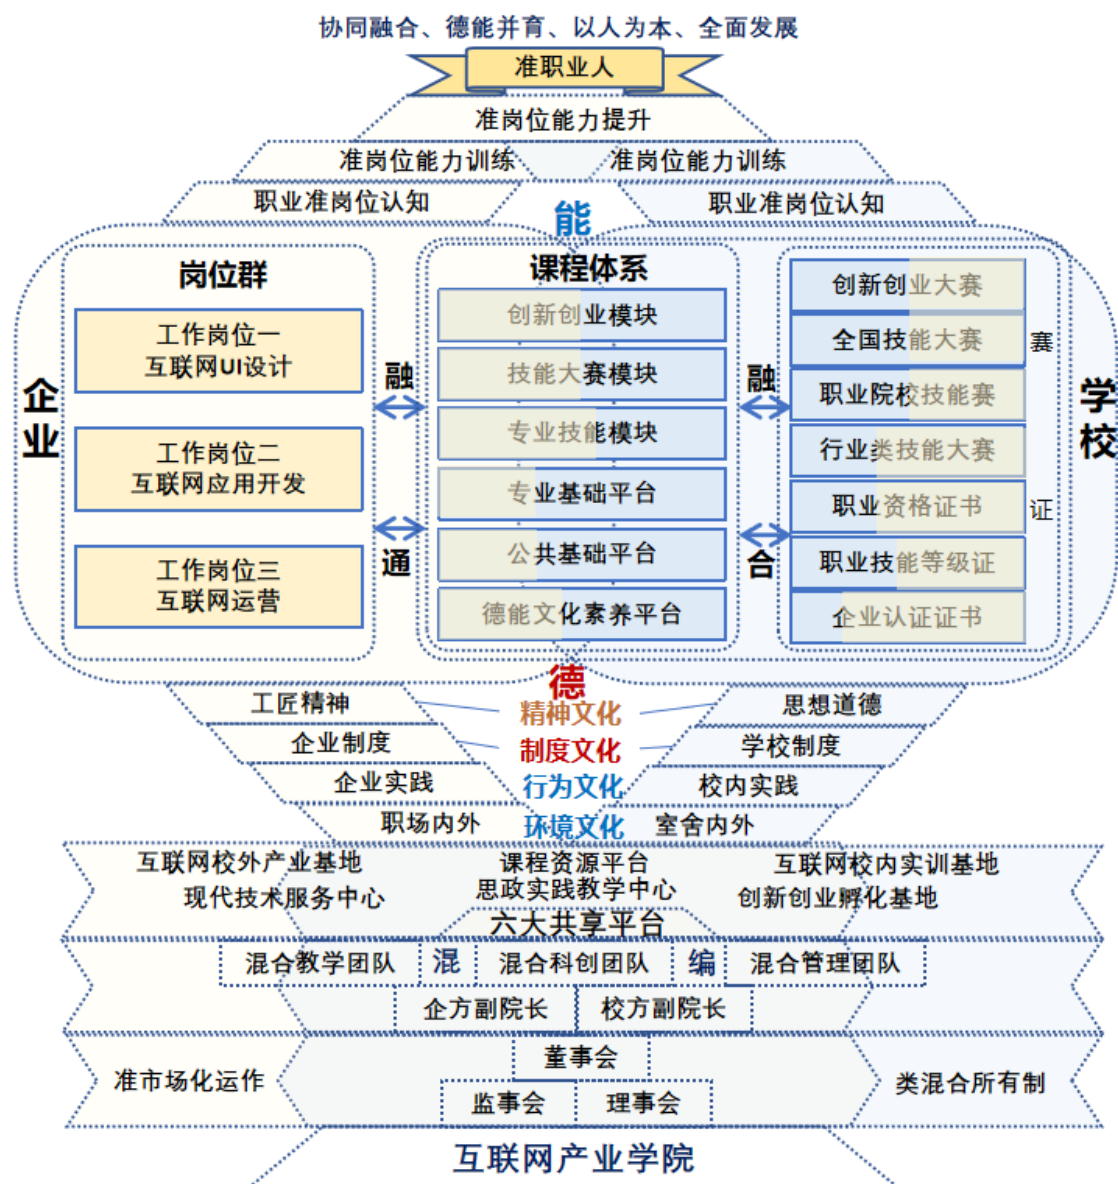 协同融合、德能并育、以人为本、全面发展
准职业人
准岗位能力提升
准岗位能力训练 准岗位能力训练
职业准岗位认知 职业准岗位认知
能
企业
岗位群
工作岗位一
互联网UI设计
工作岗位二
互联网应用开发
工作岗位三
互联网运营
融
通
课程体系
创新创业模块
技能大赛模块
专业技能模块
专业基础平台
公共基础平台
德能文化素养平台
融
合
创新创业大赛
全国技能大赛
职业院校技能赛
行业类技能大赛
职业资格证书
职业技能等级证
企业认证证书
赛
证
学校
德
工匠精神 精神文化 思想道德
企业制度 制度文化 学校制度
企业实践 行为文化 校内实践
职场内外 环境文化 室舍内外
互联网校外产业基地 课程资源平台 互联网校内实训基地
现代技术服务中心 思政实践教学中心 创新创业孵化基地
六大共享平台
混合教学团队 混 混合科创团队 编 混合管理团队
企方副院长 校方副院长
董事会
准市场化运作 类混合所有制
监事会 理事会
互联网产业学院